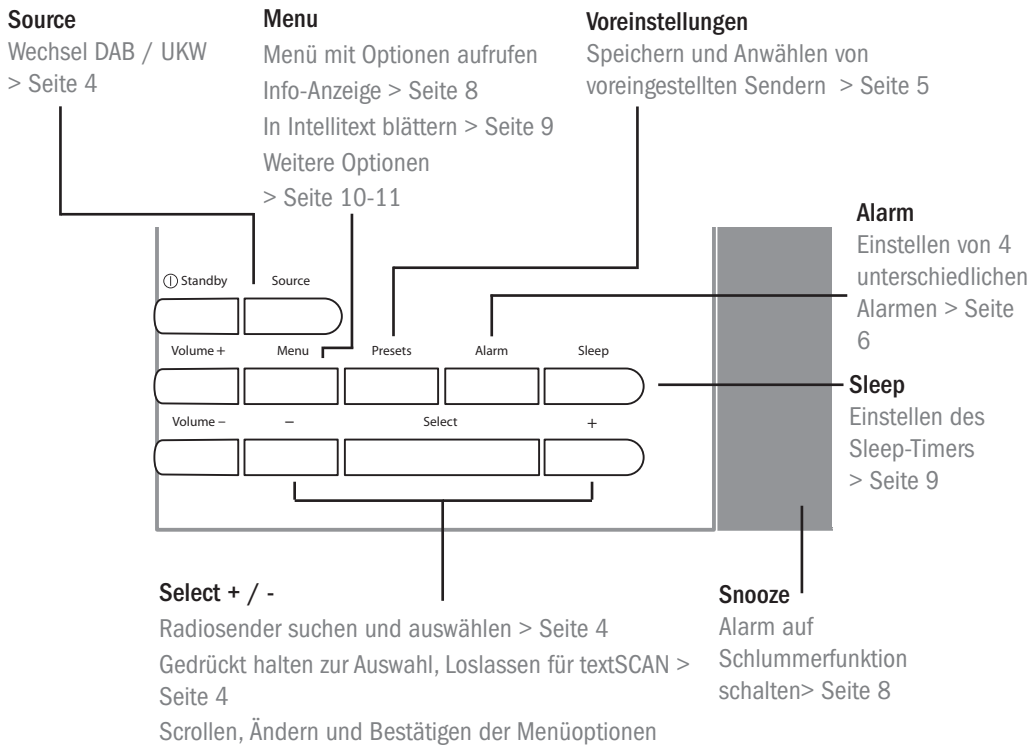 Source
Wechsel DAB / UKW
> Seite 4
Menu
Menü mit Optionen aufrufen
Info-Anzeige > Seite 8
In Intellitext blättern > Seite 9
Weitere Optionen
> Seite 10-11
Voreinstellungen
Speichern und Anwählen von
voreingestellten Sendern > Seite 5
Alarm
Einstellen von 4
unterschiedlichen
Alarmen > Seite
6
Sleep
Einstellen des
Sleep-Timers
> Seite 9
Standby Source
Volume + Menu Presets Alarm Sleep
Volume – – Select +
Select + / -
Radiosender suchen und auswählen > Seite 4
Gedrückt halten zur Auswahl, Loslassen für textSCAN >
Seite 4
Scrollen, Ändern und Bestätigen der Menüoptionen
Snooze
Alarm auf
Schlummerfunktion
schalten> Seite 8